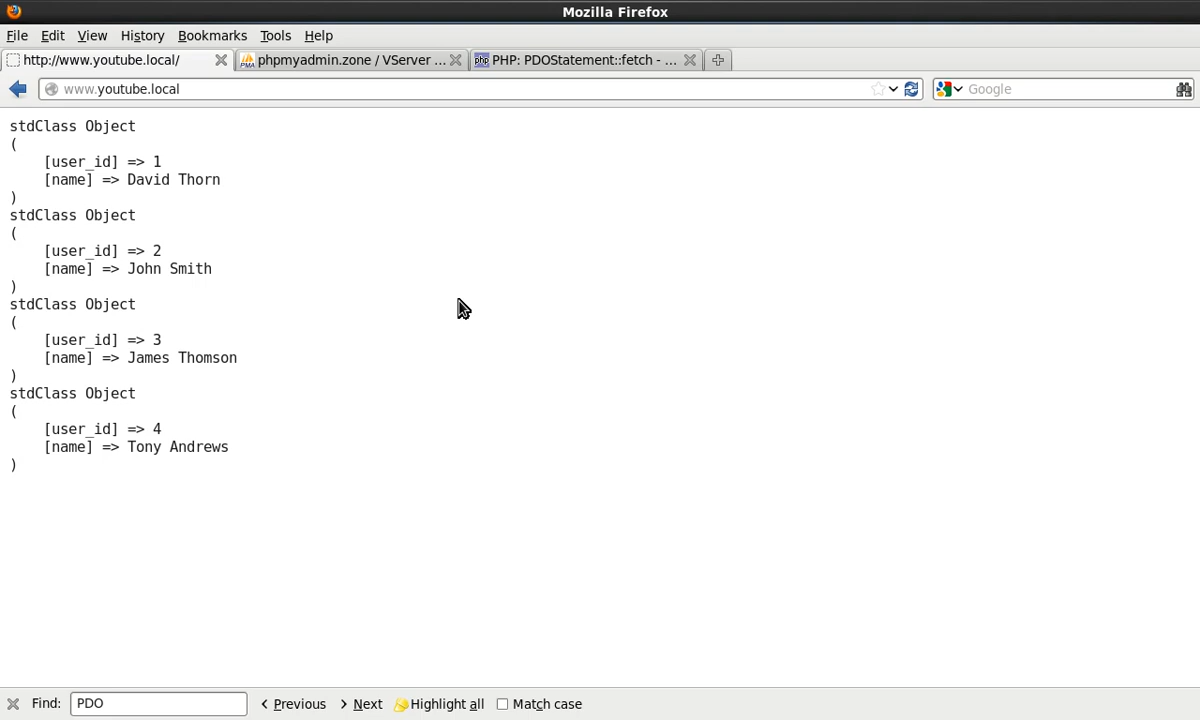 Mozilla Firefox
File Edit View History Bookmarks Tools Help
http://www.youtube.local/ phpmyadmin.zone / VServer ... php PHP: PDOStatement::fetch - ...
www.youtube.local Google
stdClass Object
(
    [user_id] => 1
    [name] => David Thorn
)
stdClass Object
(
    [user_id] => 2
    [name] => John Smith
)
stdClass Object
(
    [user_id] => 3
    [name] => James Thomson
)
stdClass Object
(
    [user_id] => 4
    [name] => Tony Andrews
)
Find: PDO Previous Next Highlight all Match case